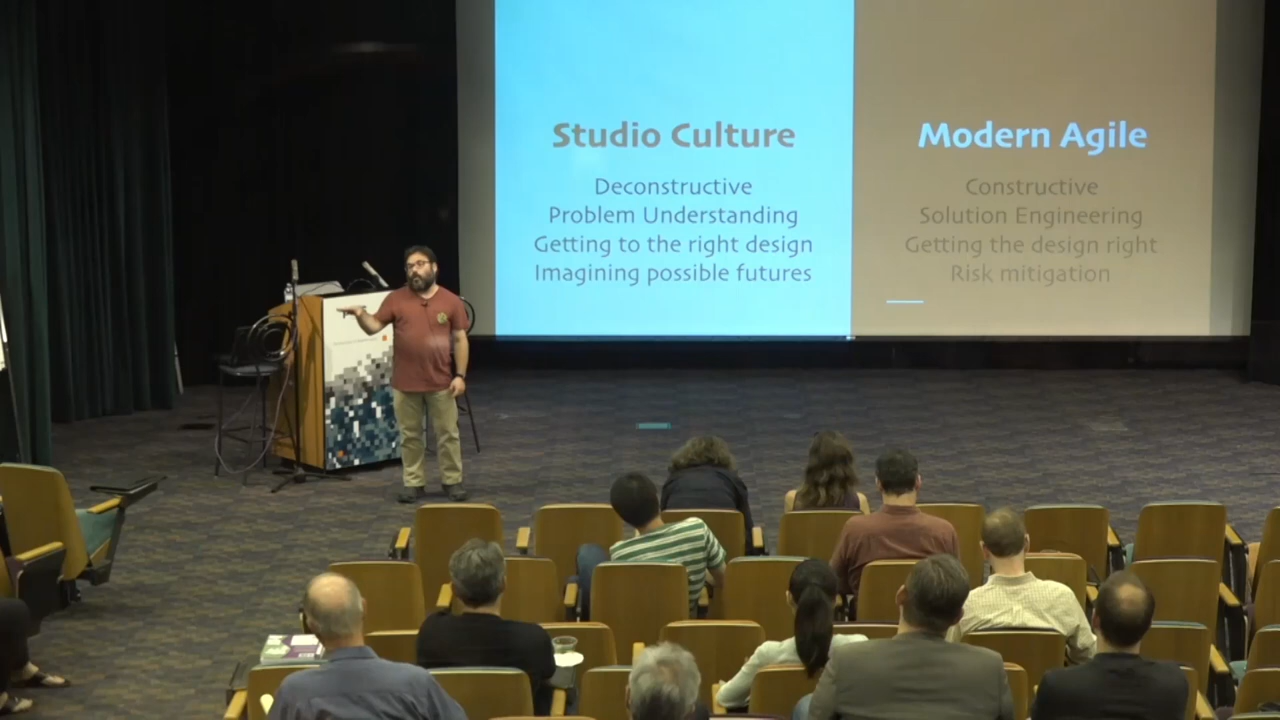 Studio Culture
Deconstructive
Problem Understanding
Getting to the right design
Imagining possible futures
Modern Agile
Constructive
Solution Engineering
Getting the design right
Risk mitigation